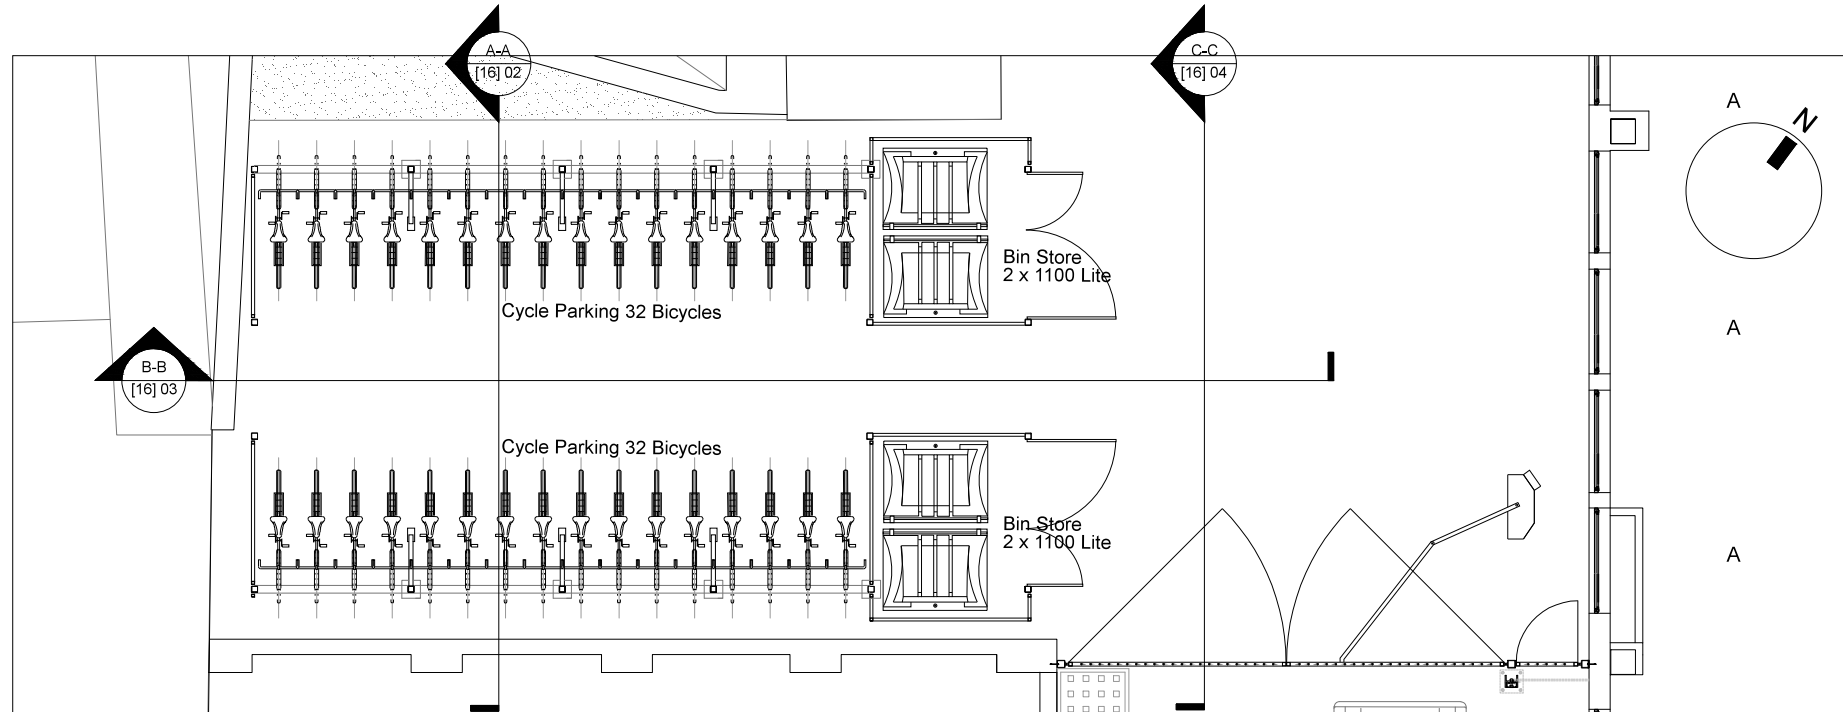 A-A
[16] 02
C-C
[16] 04
A
N
Bin Store
2 x 1100 Lite
Cycle Parking 32 Bicycles
A
B-B
[16] 03
Cycle Parking 32 Bicycles
Bin Store
2 x 1100 Lite
A